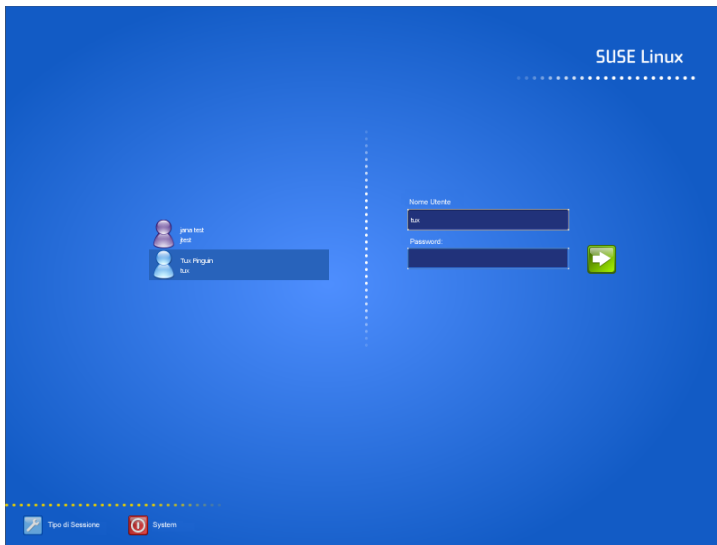 SUSE Linux
jana test
jtest
Tux Pinguin
tux
Nome Utente
tux
Password:
Tipo di Sessione
System